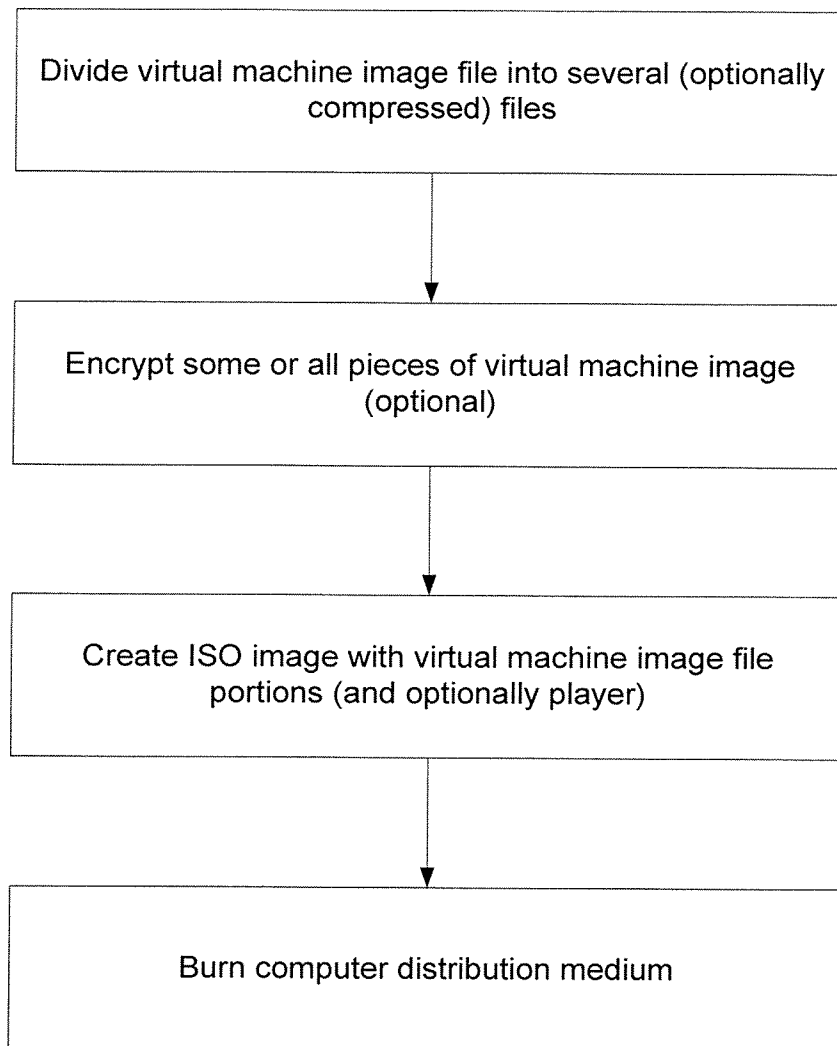 Divide virtual machine image file into several (optionally
compressed) files
Encrypt some or all pieces of virtual machine image
(optional)
Create ISO image with virtual machine image file
portions (and optionally player)
Burn computer distribution medium